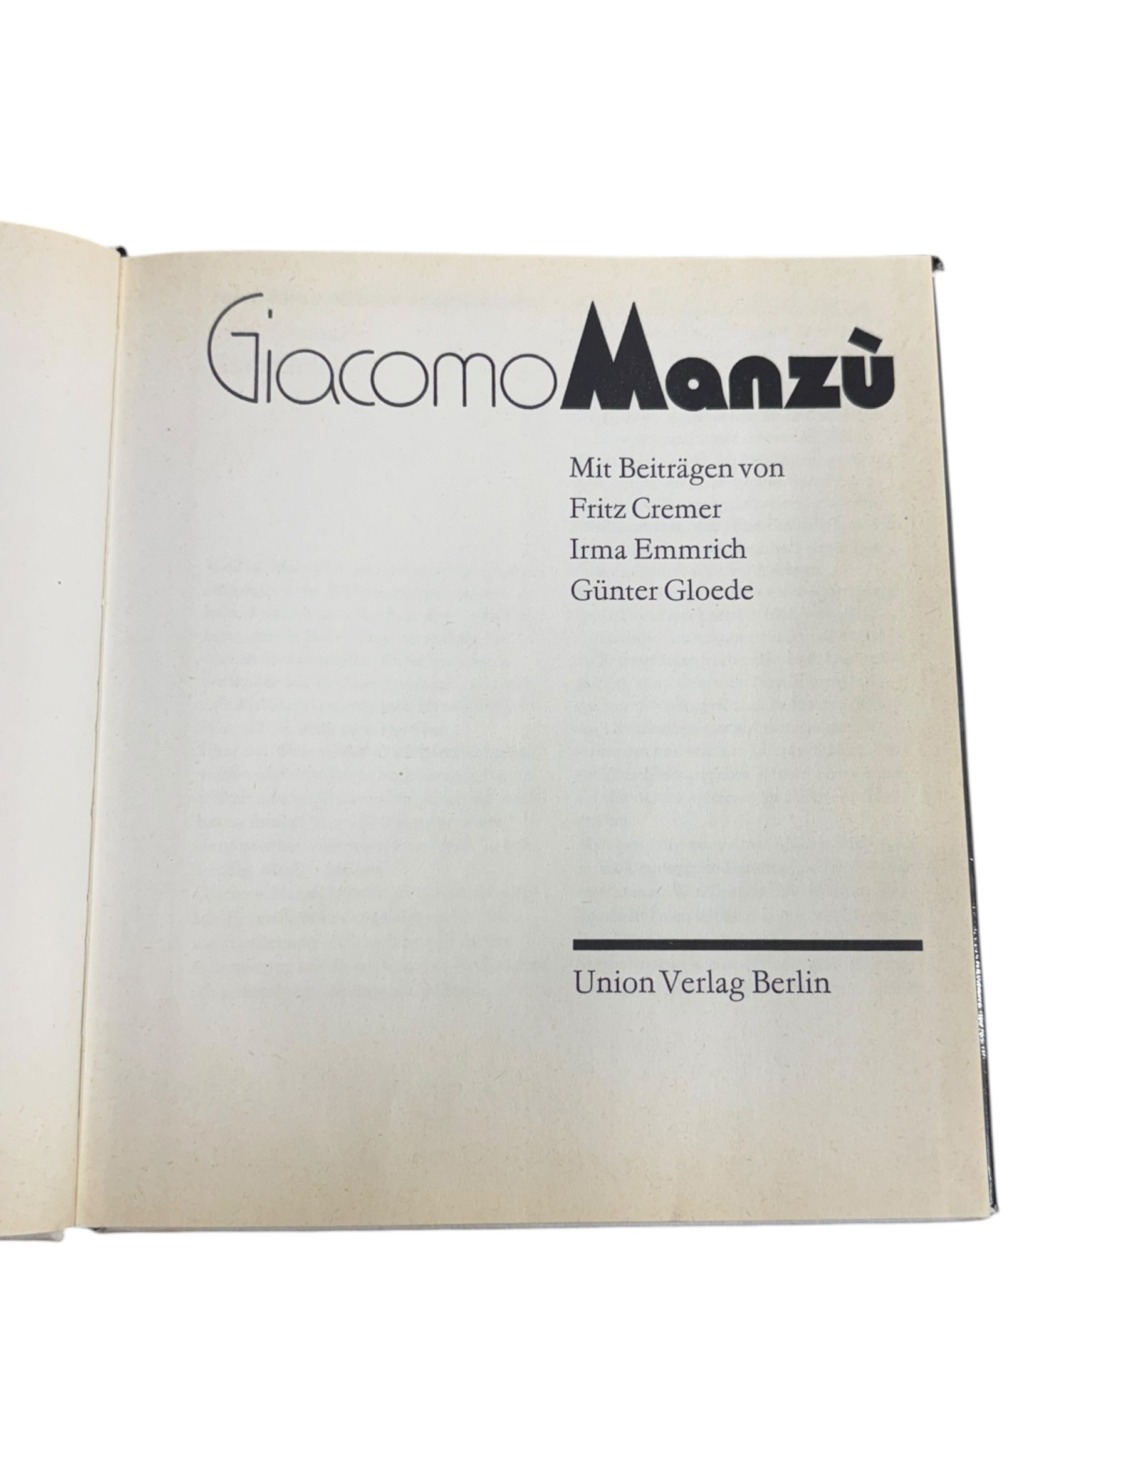 Giacomo Manzù
Mit Beiträgen von
Fritz Cremer
Irma Emmrich
Günter Gloede
Union Verlag Berlin